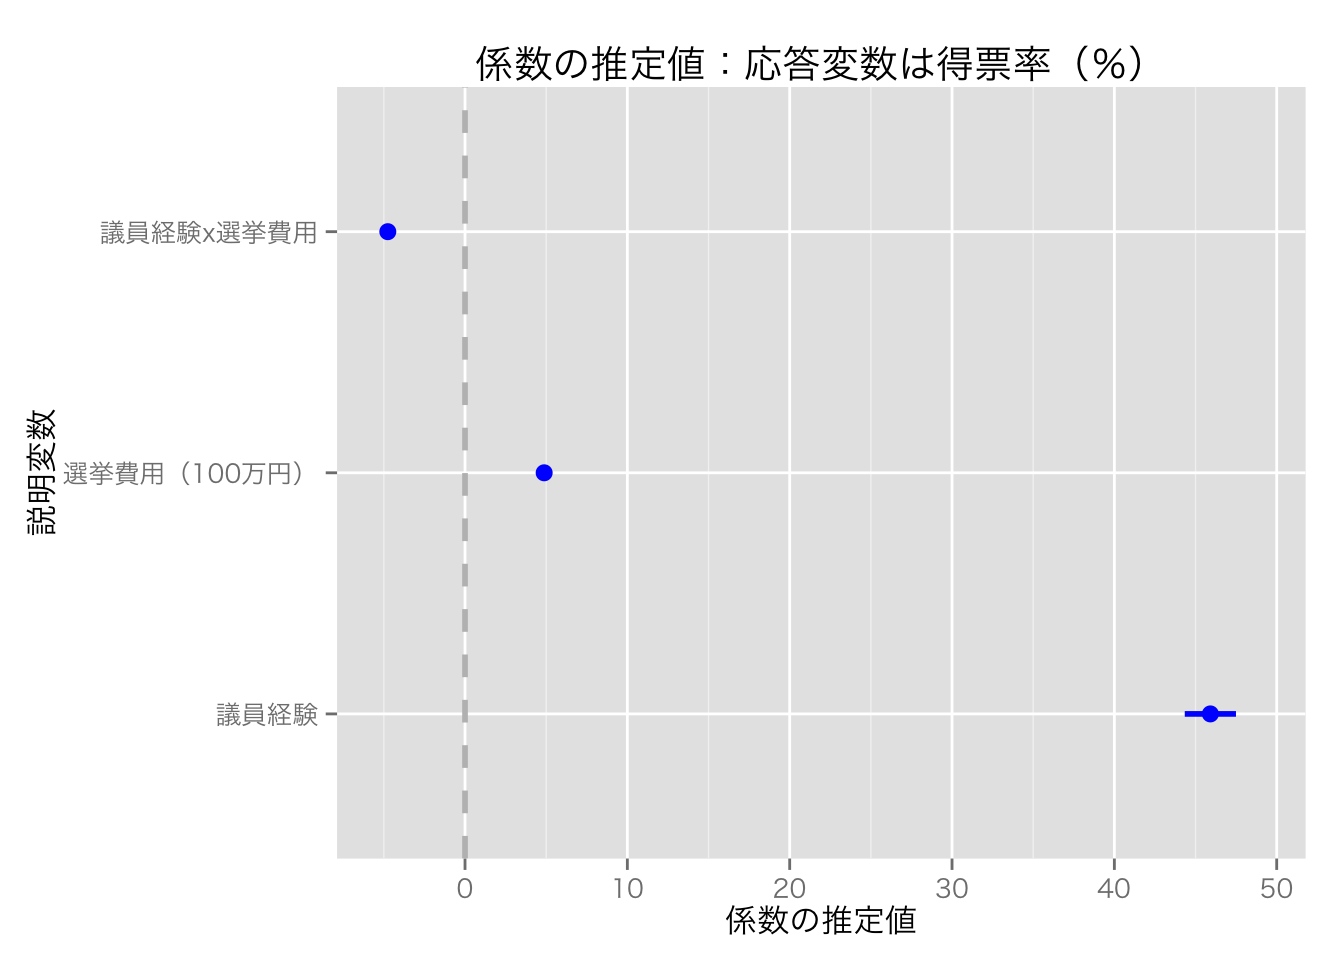 係数の推定値：応答変数は得票率（％）
説明変数
議員経験x選挙費用
選挙費用（100万円）
議員経験
0 10 20 30 40 50
係数の推定値